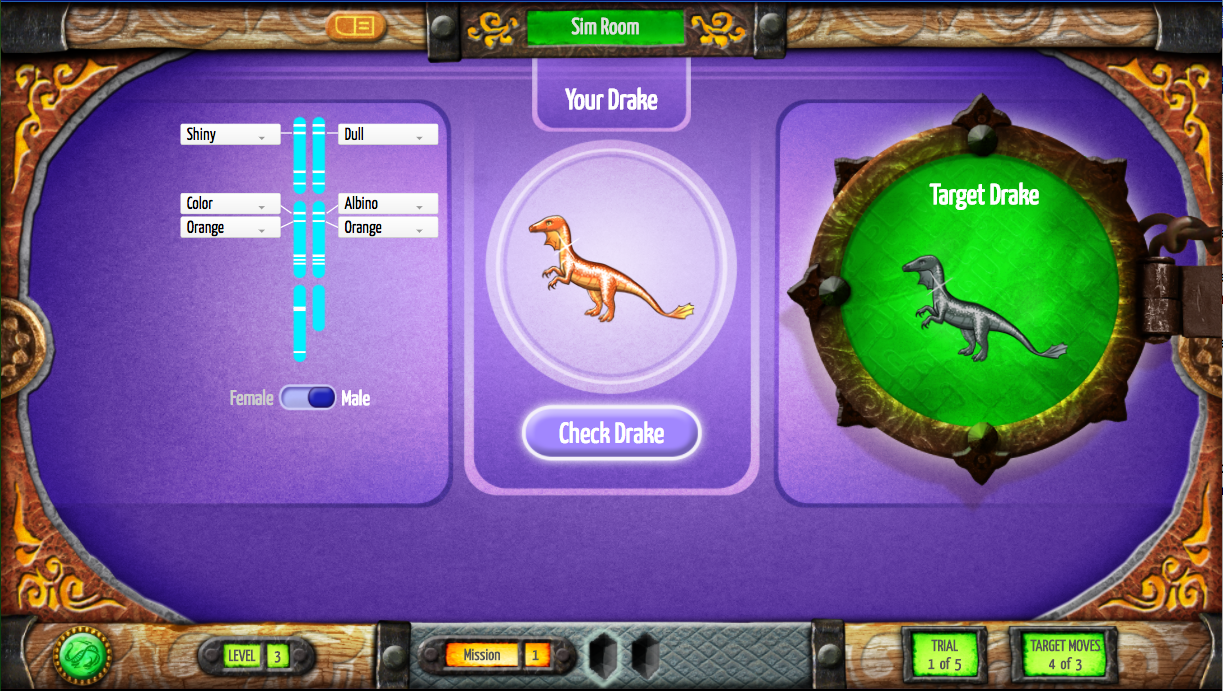 Sim Room
Your Drake
Shiny
Dull
Color
Albino
Orange
Orange
Female
Male
Check Drake
Target Drake
LEVEL
3
Mission
1
TRIAL
1 of 5
TARGET MOVES
4 of 3